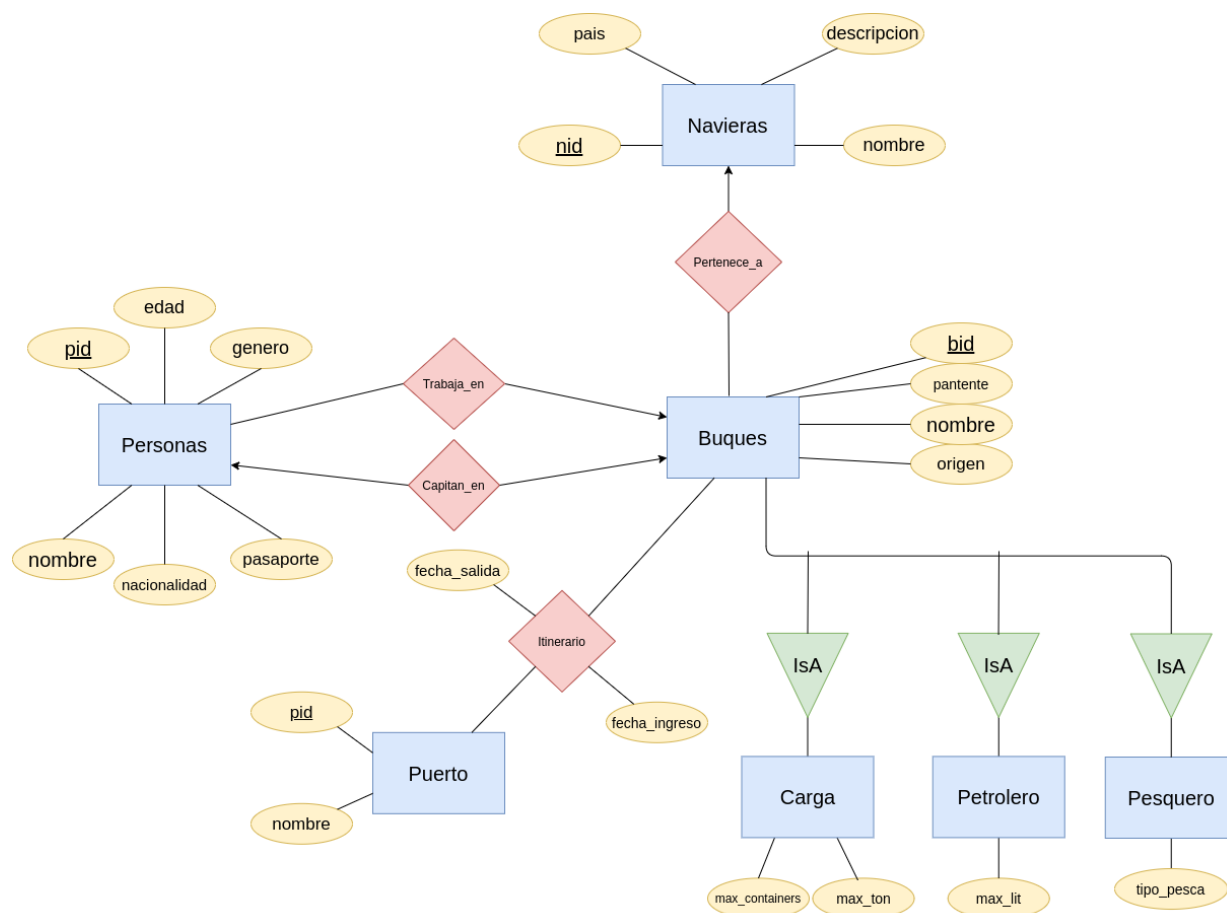 pais
descripcion
Navieras
nid
nombre
Pertenece_a
edad
pid
genero
Personas
nombre
nacionalidad
pasaporte
Trabaja_en
Capitan_en
Buques
bid
pantente
nombre
origen
fecha_salida
Itinerario
fecha_ingreso
pid
Puerto
nombre
IsA
IsA
IsA
Carga
Petrolero
Pesquero
max_containers
max_ton
max_lit
tipo_pesca